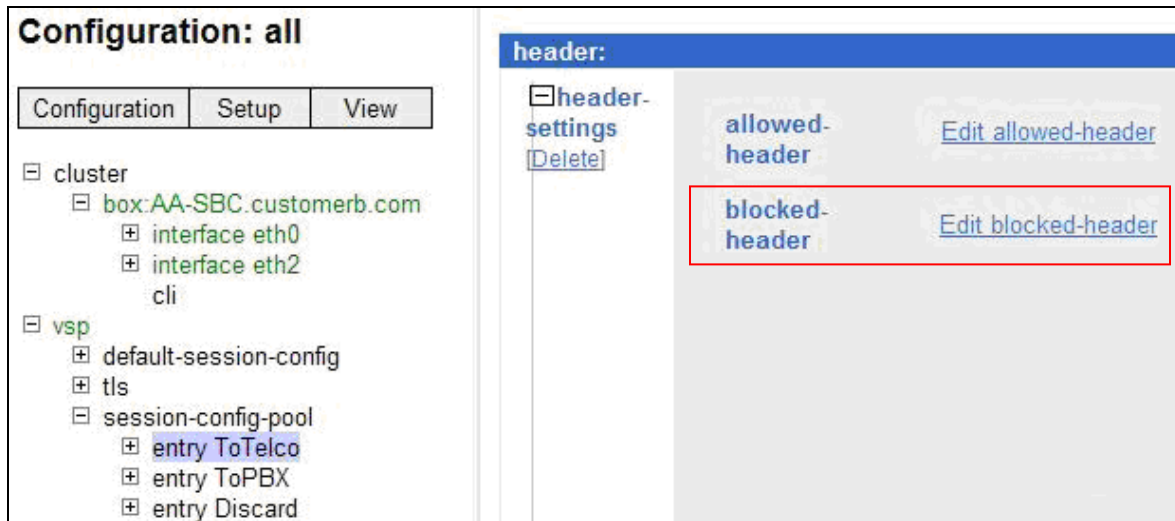 Configuration: all
Configuration Setup View
cluster
box:AA-SBC.customerb.com
interface eth0
interface eth2
cli
vsp
default-session-config
tls
session-config-pool
entry ToTelco
entry ToPBX
entry Discard
header:
header-
settings
[Delete]
allowed-
header
Edit allowed-header
blocked-
header
Edit blocked-header